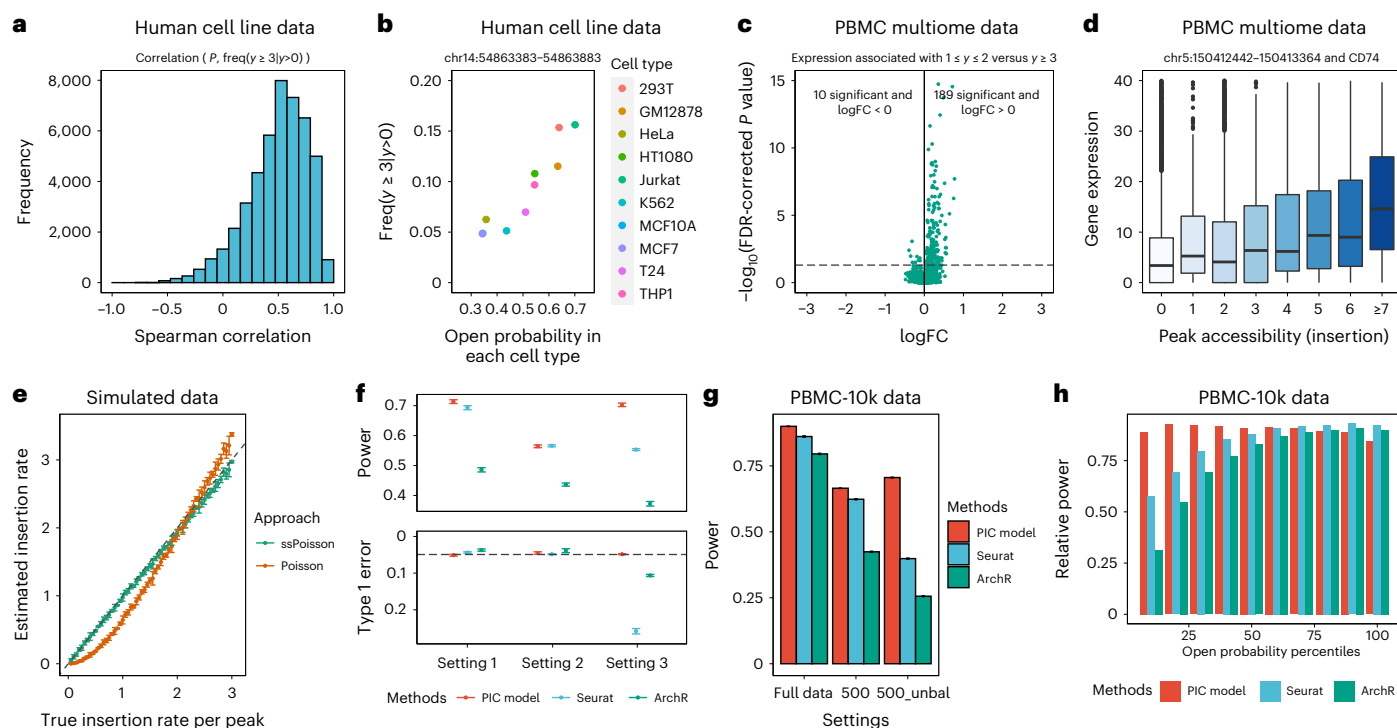 a
Human cell line data
Correlation ( P, freq(y ≥ 3|y>0) )
8,000
6,000
4,000
2,000
0
Frequency
−1.0
−0.5
0
0.5
1.0
Spearman correlation
b
Human cell line data
chr14:54863383–54863883
0.20
0.15
0.10
0.05
0
Freq(y ≥ 3|y>0)
0.3
0.4
0.5
0.6
0.7
Open probability in
each cell type
Cell type
293T
GM12878
HeLa
HT1080
Jurkat
K562
MCF10A
MCF7
T24
THP1
c
PBMC multiome data
Expression associated with 1 ≤ y ≤ 2 versus y ≥ 3
10 significant and
logFC < 0
189 significant and
logFC > 0
15
10
5
0
−log10(FDR-corrected P value)
−3
−2
−1
0
1
2
3
logFC
d
PBMC multiome data
chr5:150412442–150413364 and CD74
40
30
20
10
0
Gene expression
0
1
2
3
4
5
6
≥7
Peak accessibility (insertion)
e
Simulated data
3
2
1
0
Estimated insertion rate
0
1
2
3
True insertion rate per peak
Approach
ssPoisson
Poisson
f
0.7
0.6
0.5
0.4
Power
0
0.1
0.2
Type 1 error
Setting 1
Setting 2
Setting 3
Methods
PIC model
Seurat
ArchR
g
PBMC-10k data
0.75
0.50
0.25
0
Power
Full data
500
500_unbal
Settings
Methods
PIC model
Seurat
ArchR
h
PBMC-10k data
0.75
0.50
0.25
0
Relative power
25
50
75
100
Open probability percentiles
Methods
PIC model
Seurat
ArchR